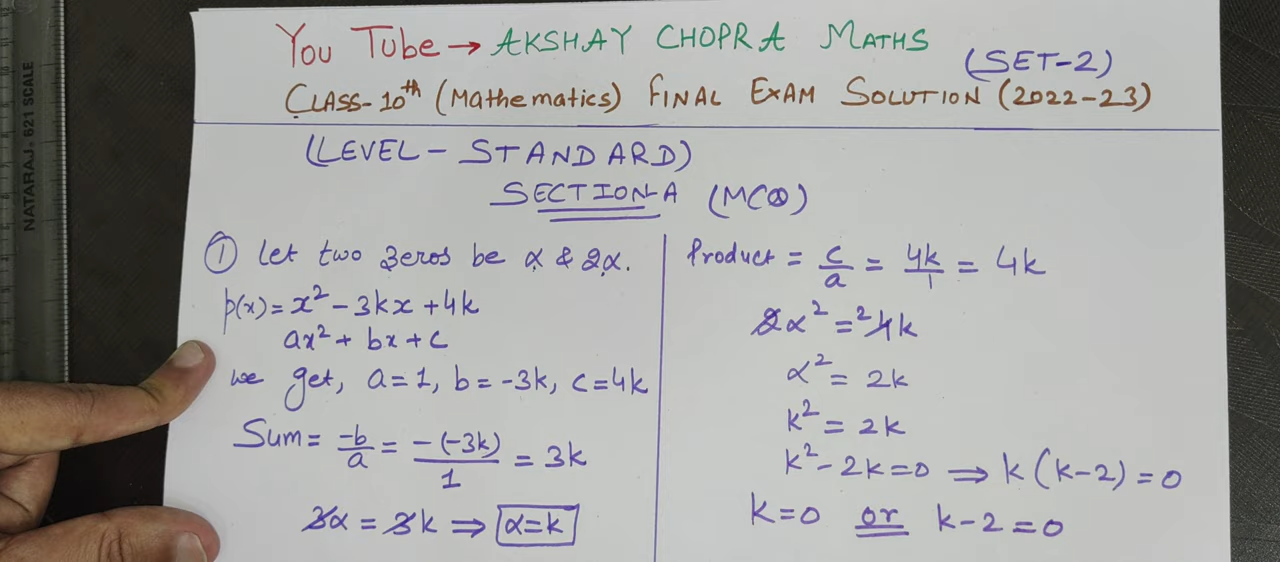 You Tube → AKSHAY CHOPRA MATHS
(SET-2)
CLASS-10th (Mathematics) FINAL EXAM SOLUTION (2022-23)
(LEVEL - STANDARD)
SECTION-A (MCQ)
① Let two zeros be α & 2α.
p(x) = x² - 3kx + 4k
ax² + bx + c
we get, a = 1, b = -3k, c = 4k
Sum = -b/a = -(-3k)/1 = 3k
3α = 3k ⇒ α = k
Product = c/a = 4k/1 = 4k
2α² = ²4k
α² = 2k
k² = 2k
k² - 2k = 0 ⇒ k(k-2) = 0
k = 0 or k - 2 = 0
NATARAJ - 621 SCALE